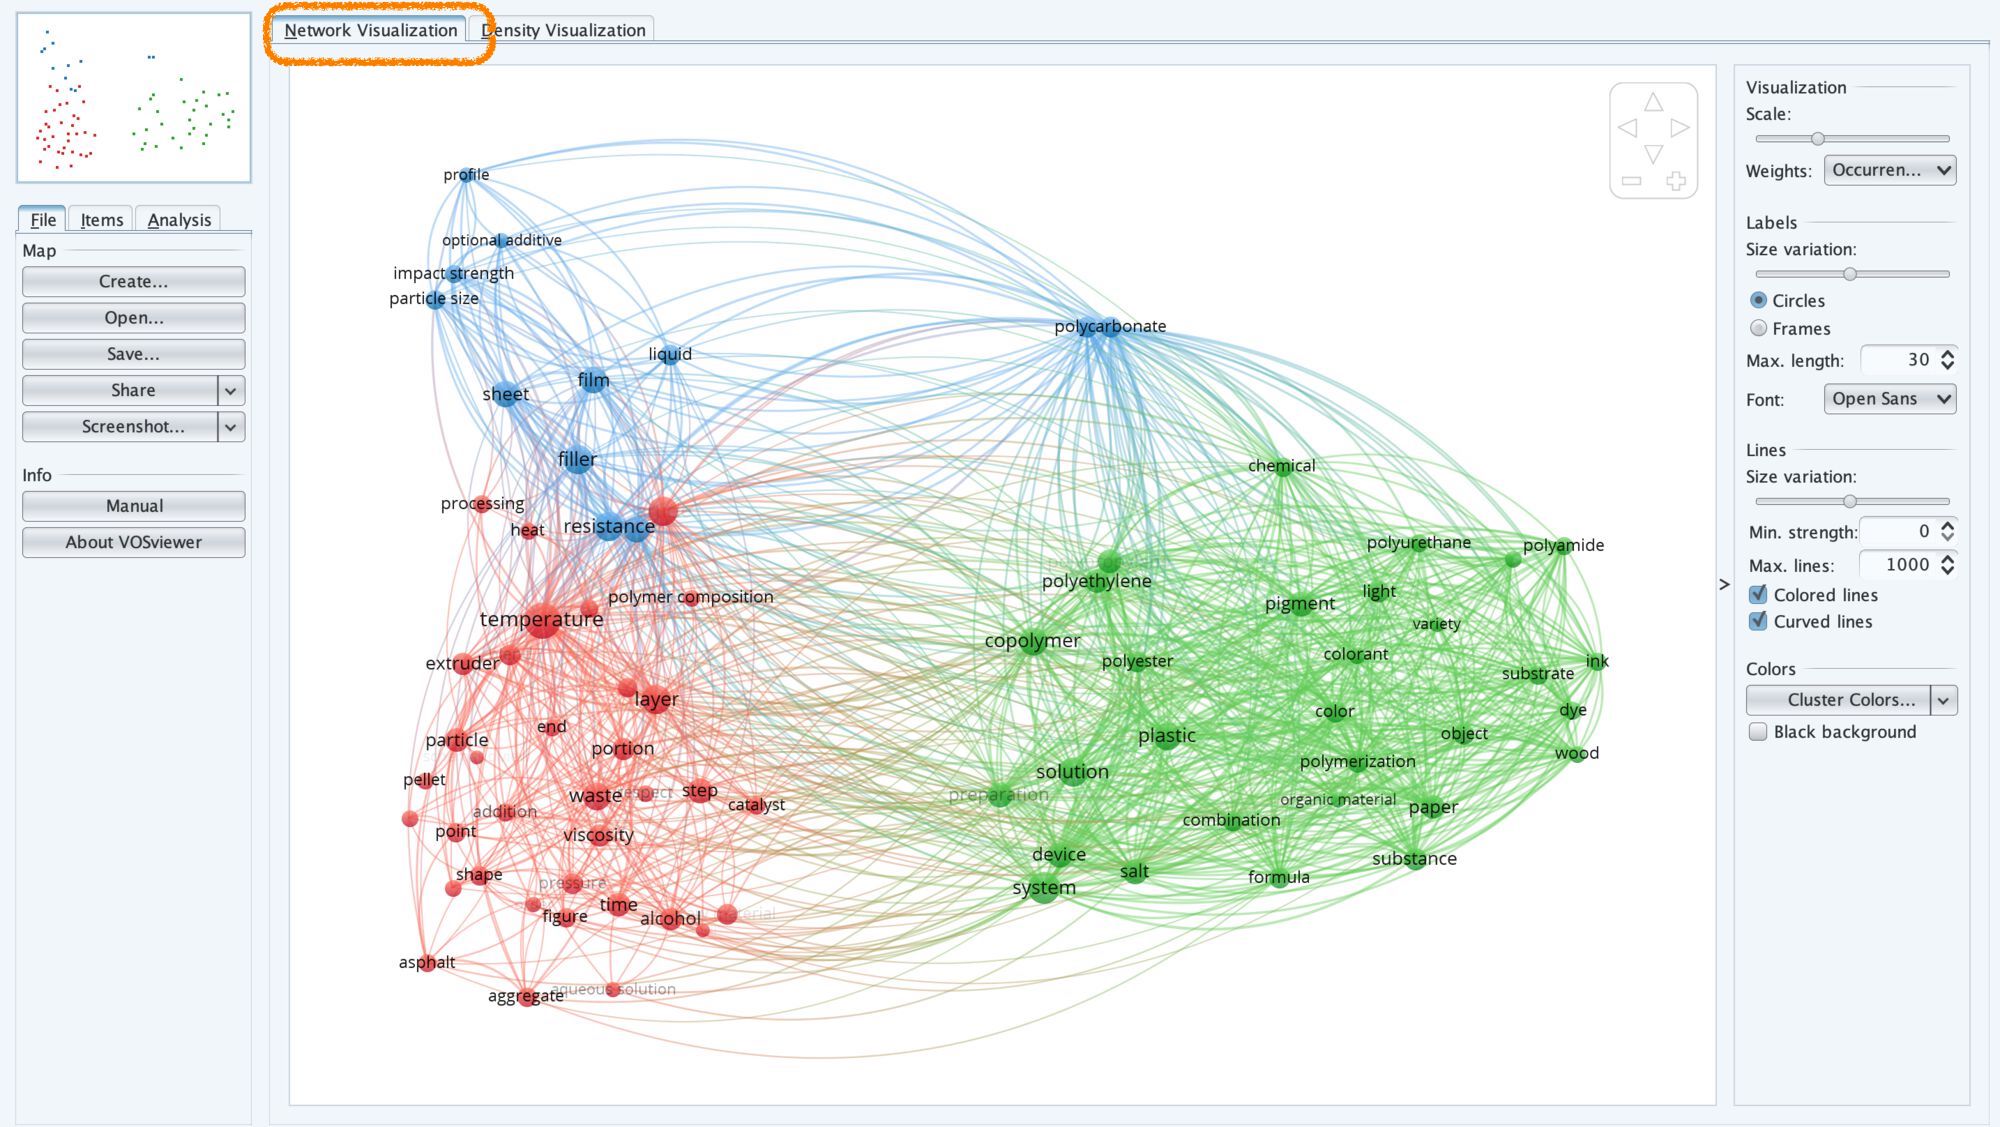 Network Visualization
Density Visualization
File
Items
Analysis
Map
Create...
Open...
Save...
Share
Screenshot...
Info
Manual
About VOSviewer
profile
optional additive
impact strength
particle size
polycarbonate
liquid
film
sheet
filler
chemical
processing
resistance
heat
polyurethane
polyamide
polyethylene
light
polymer composition
pigment
temperature
variety
copolymer
colorant
polyester
ink
extruder
substrate
layer
color
dye
end
object
plastic
particle
portion
wood
polymerization
solution
pellet
step
waste
respect
preparation
organic material
catalyst
paper
addition
combination
point
viscosity
device
substance
salt
shape
formula
pressure
system
time
figure
alcohol
asphalt
aqueous solution
aggregate
Visualization
Scale:
Weights: Occurren...
Labels
Size variation:
Circles
Frames
Max. length: 30
Font: Open Sans
Lines
Size variation:
Min. strength: 0
Max. lines: 1000
>
Colored lines
Curved lines
Colors
Cluster Colors...
Black background